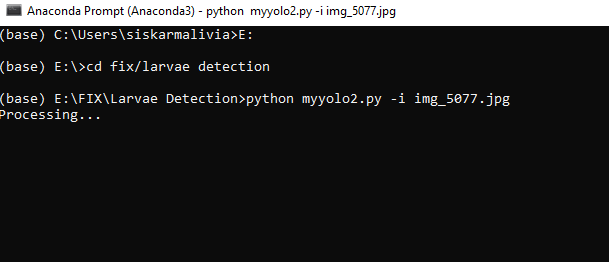 Anaconda Prompt (Anaconda3) - python  myyolo2.py -i img_5077.jpg
(base) C:\Users\siskarmalivia>E:
(base) E:\>cd fix/larvae detection
(base) E:\FIX\Larvae Detection>python myyolo2.py -i img_5077.jpg
Processing...